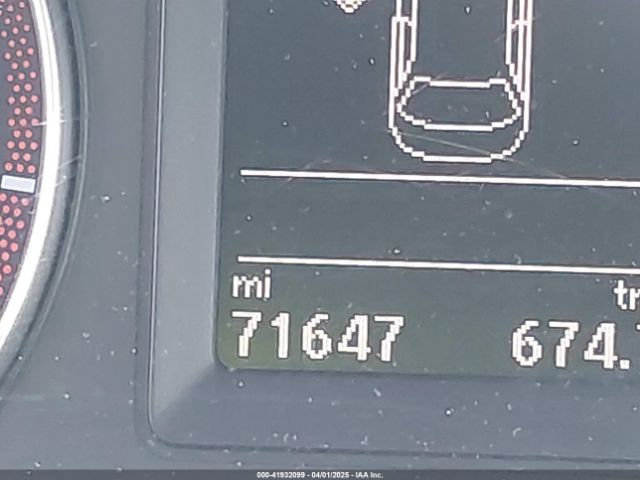 mi
71647 674.
000-41932099 - 04/01/2025 - IAA Inc.